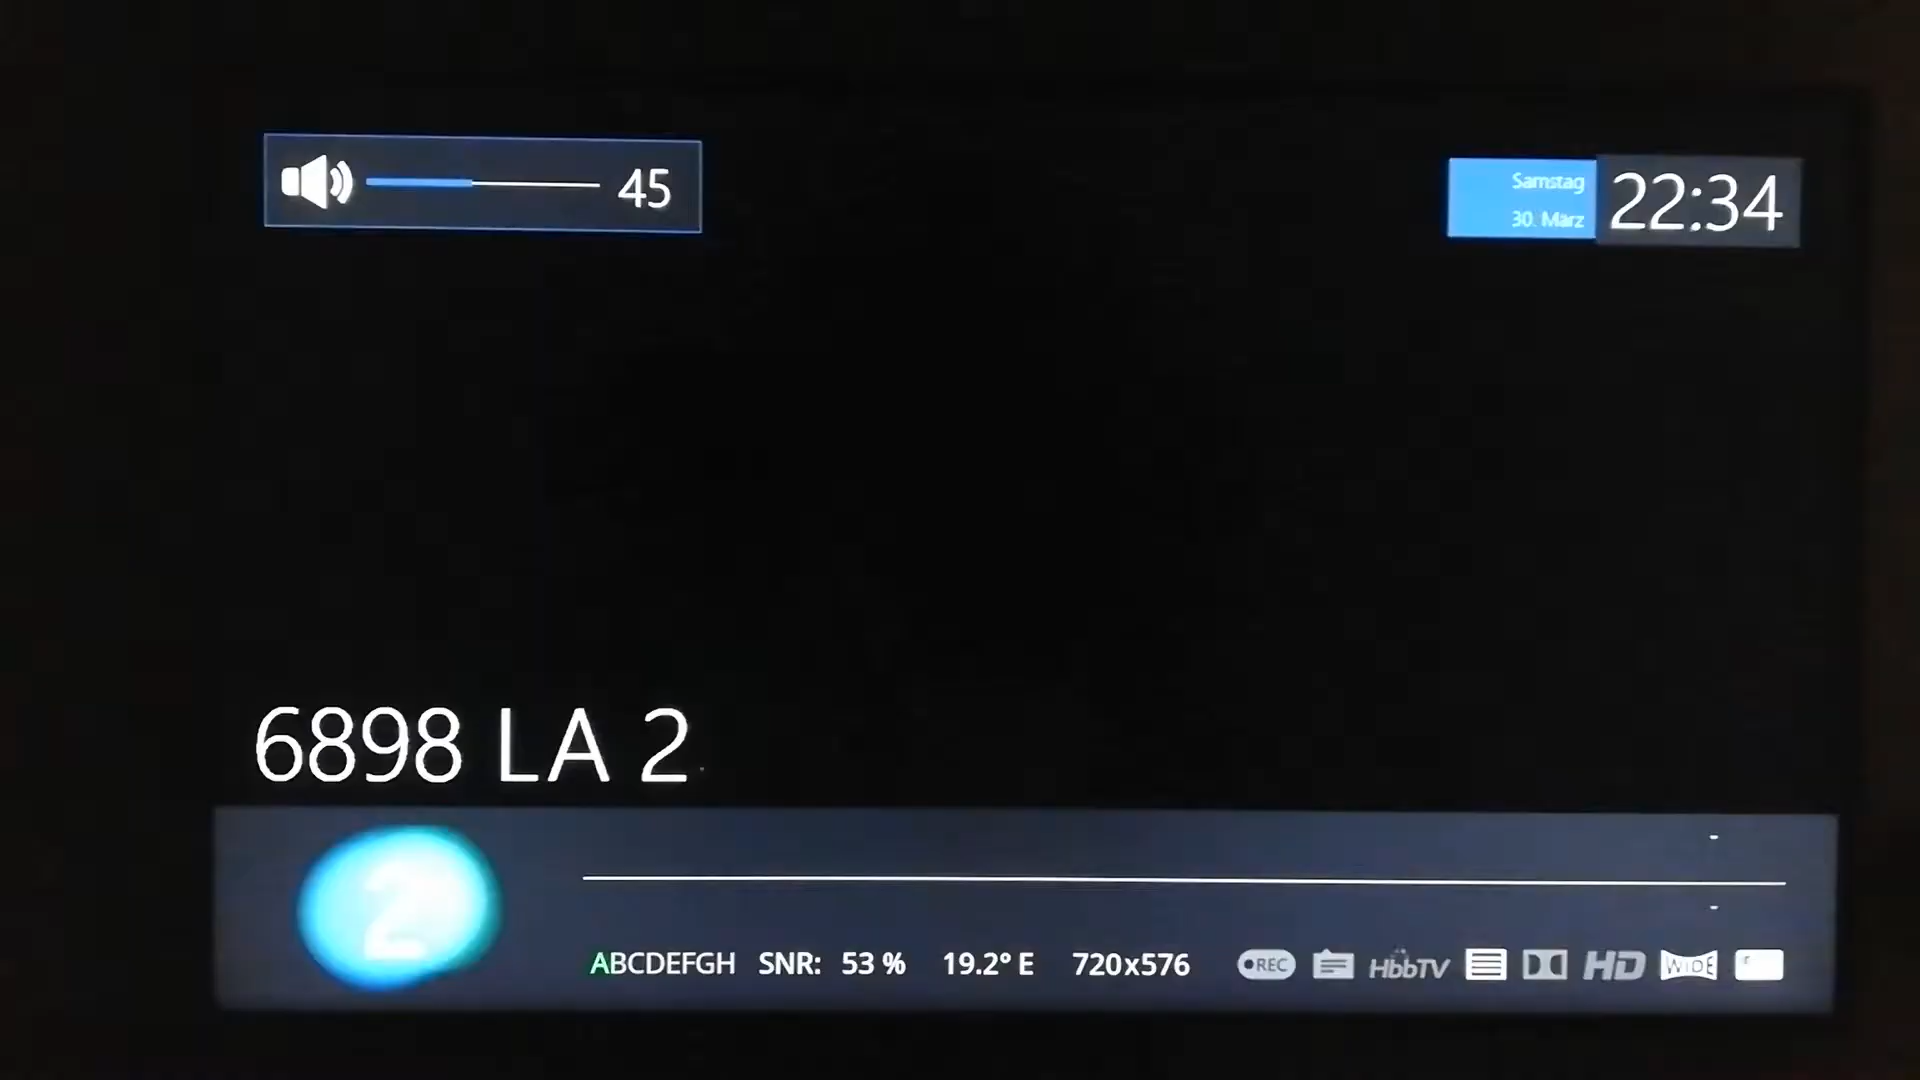 45
Samstag
30. März
22:34
6898 LA 2
2
ABCDEFGH SNR: 53 % 19.2° E 720x576 REC HbbTV HD WIDE